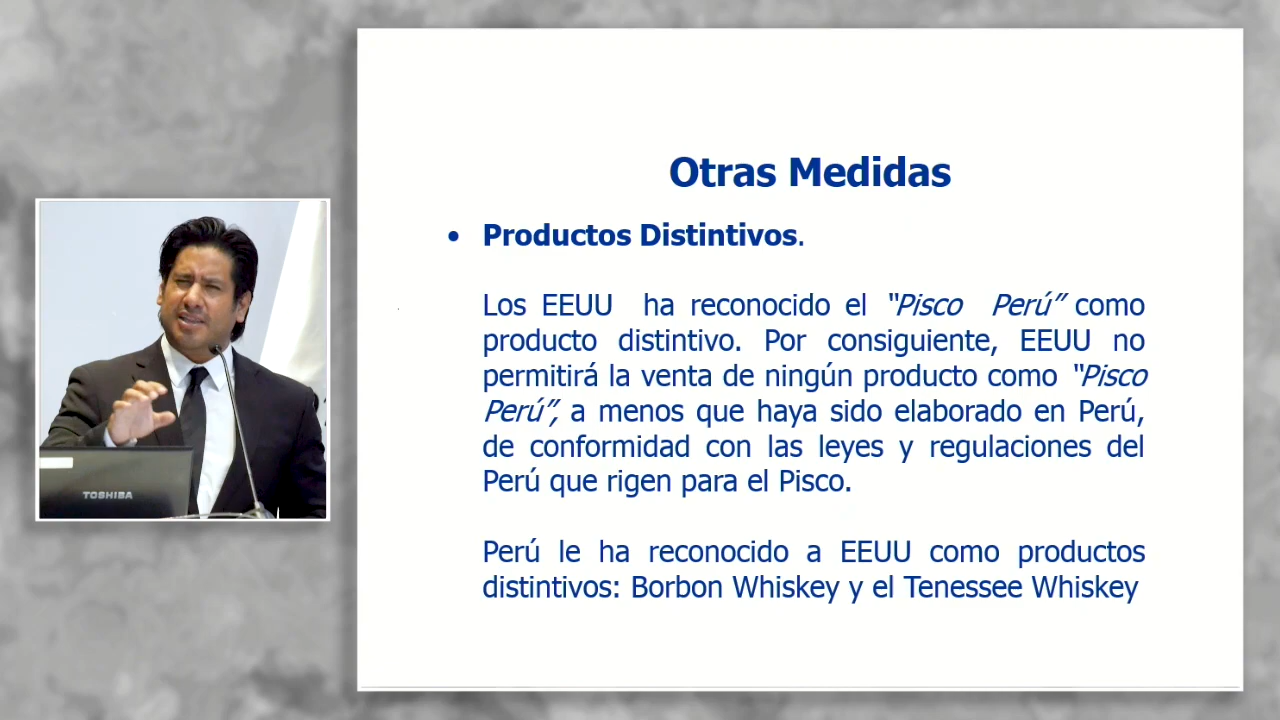 Otras Medidas
• Productos Distintivos.
Los EEUU ha reconocido el “Pisco Perú” como
producto distintivo. Por consiguiente, EEUU no
permitirá la venta de ningún producto como “Pisco
Perú”, a menos que haya sido elaborado en Perú,
de conformidad con las leyes y regulaciones del
Perú que rigen para el Pisco.
Perú le ha reconocido a EEUU como productos
distintivos: Borbon Whiskey y el Tenessee Whiskey
TOSHIBA